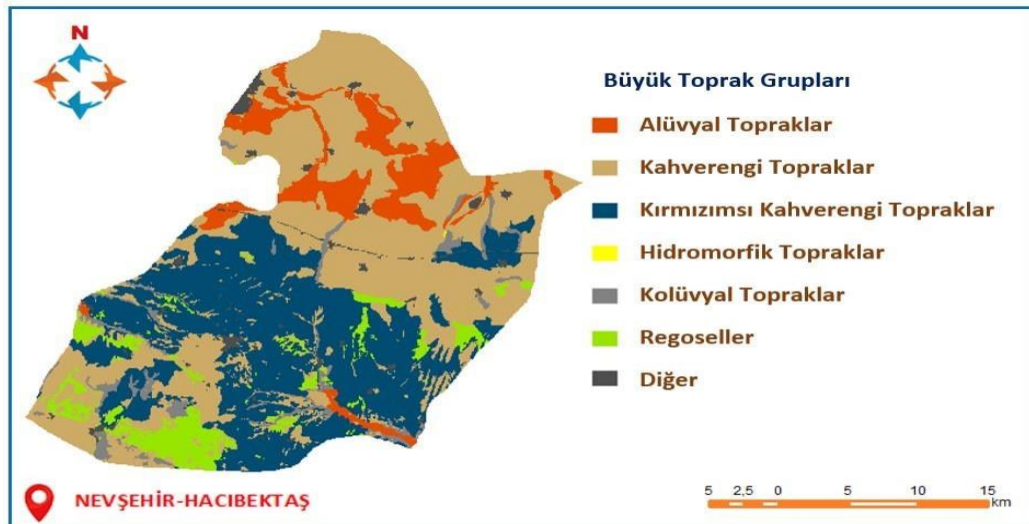 N
Büyük Toprak Grupları
Alüvyal Topraklar
Kahverengi Topraklar
Kırmızımsı Kahverengi Topraklar
Hidromorfik Topraklar
Kolüvyal Topraklar
Regoseller
Diğer
NEVŞEHİR-HACIBEKTAŞ
5 2,5 0 5 10 15
km